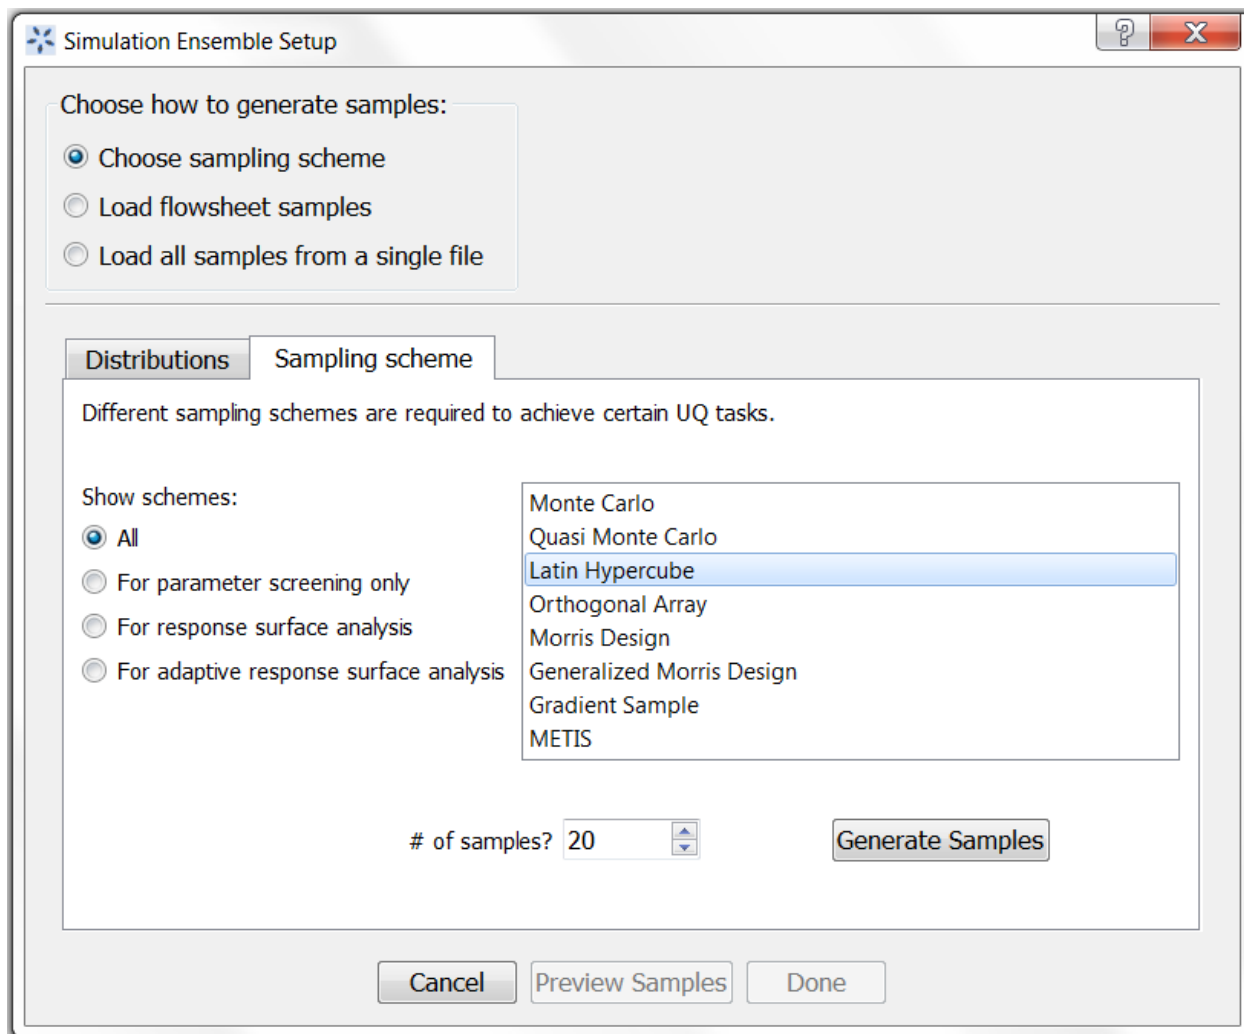 Simulation Ensemble Setup
Choose how to generate samples:
Choose sampling scheme
Load flowsheet samples
Load all samples from a single file
Distributions
Sampling scheme
Different sampling schemes are required to achieve certain UQ tasks.
Show schemes:
All
For parameter screening only
For response surface analysis
For adaptive response surface analysis
Monte Carlo
Quasi Monte Carlo
Latin Hypercube
Orthogonal Array
Morris Design
Generalized Morris Design
Gradient Sample
METIS
# of samples? 20
Generate Samples
Cancel
Preview Samples
Done